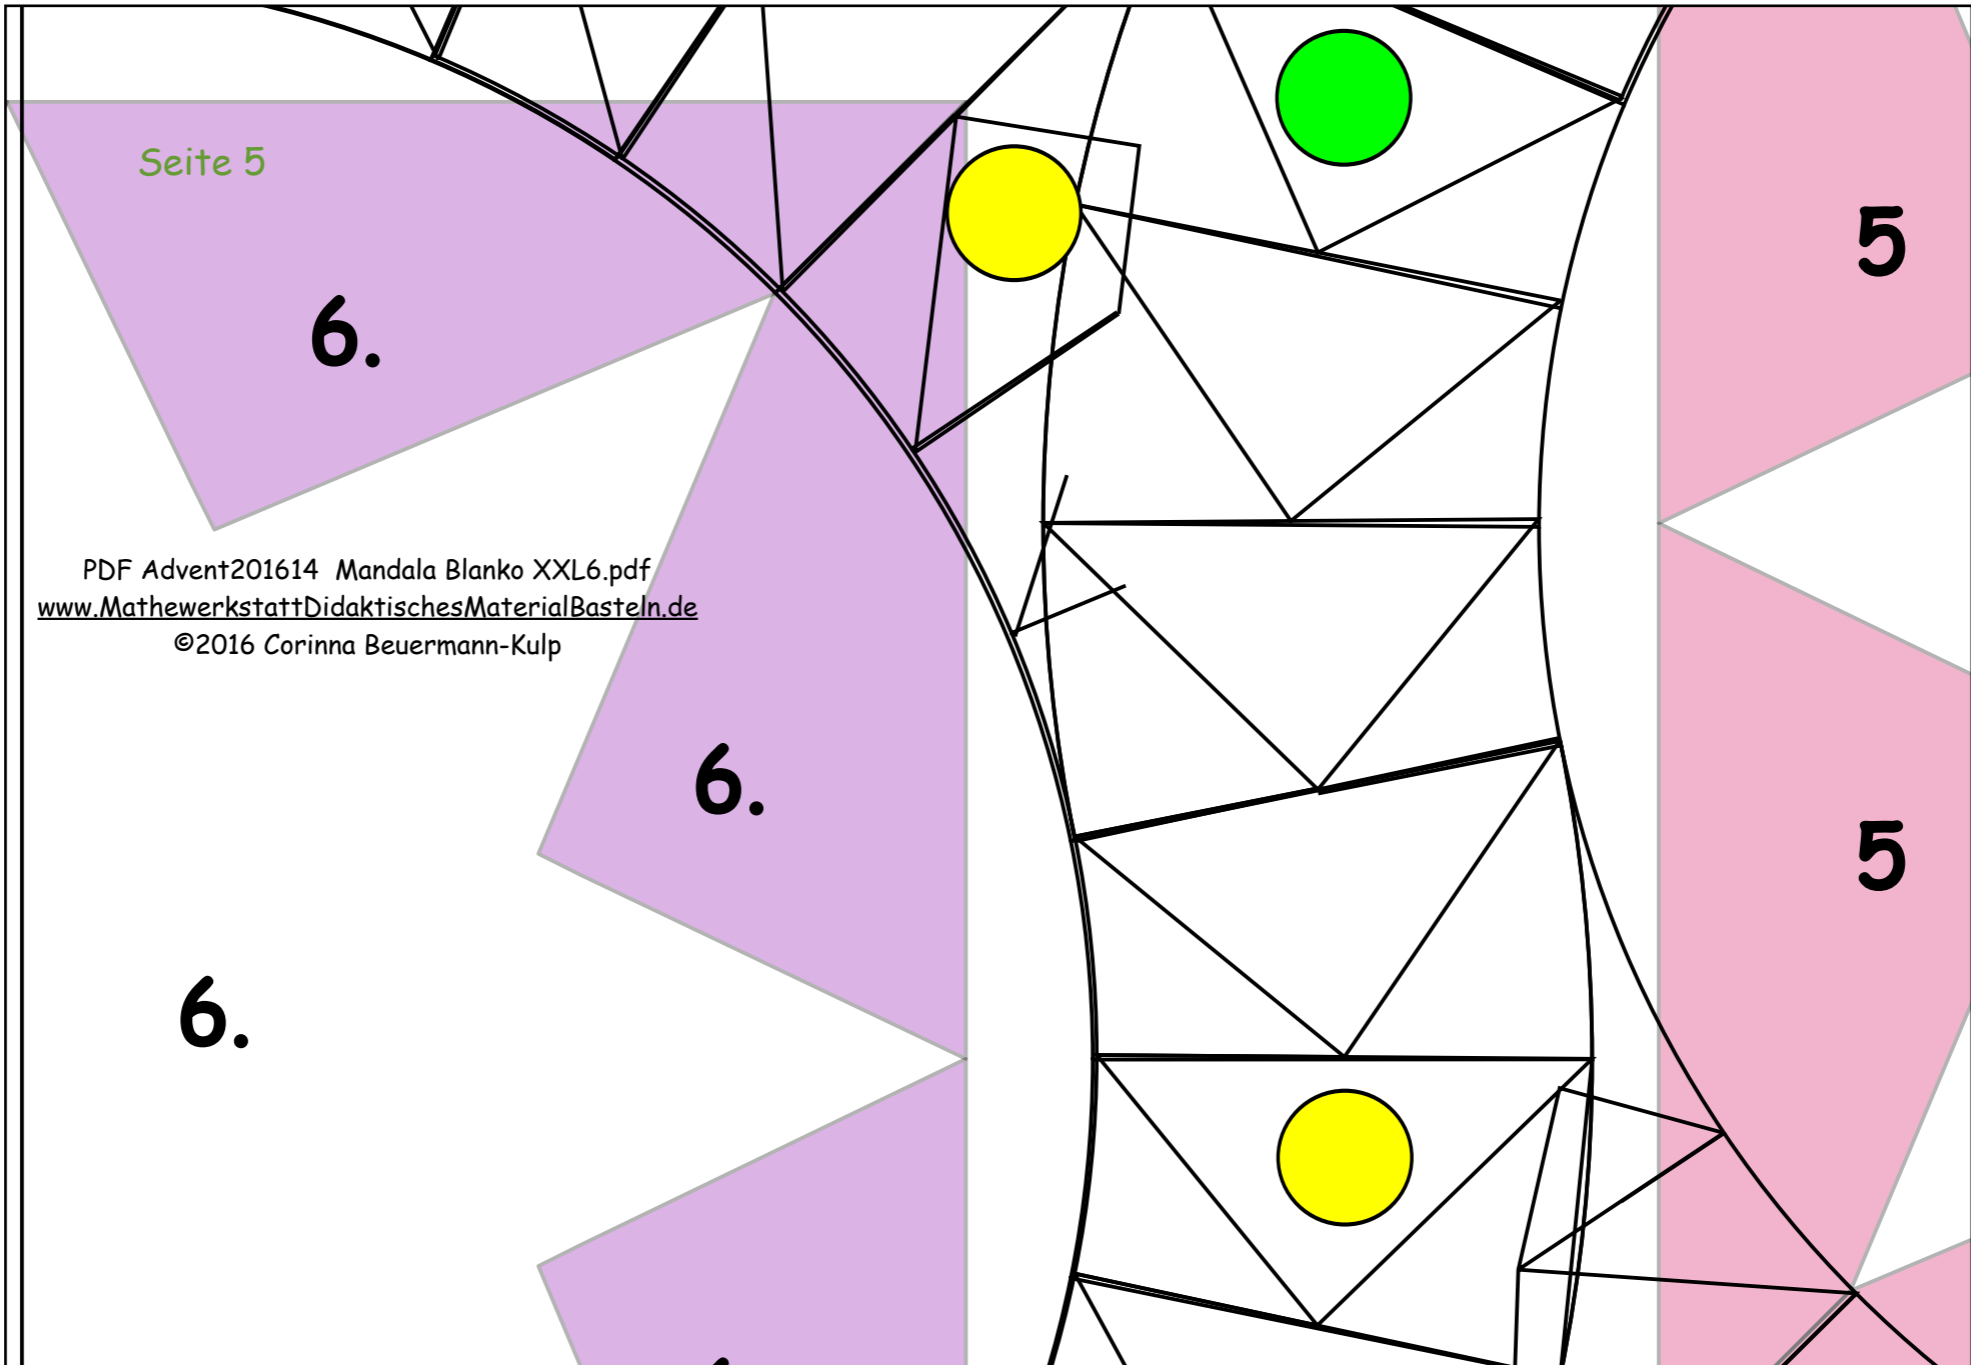 Seite 5
5
6.
PDF Advent201614  Mandala Blanko XXL6.pdf
www.MathewerkstattDidaktischesMaterialBasteln.de
©2016 Corinna Beuermann-Kulp
6.
5
6.